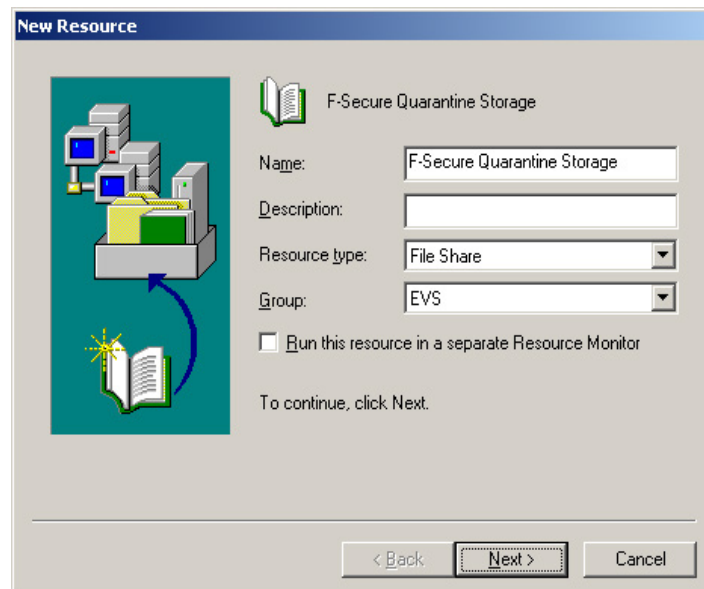 New Resource
F-Secure Quarantine Storage
Name: F-Secure Quarantine Storage
Description:
Resource type: File Share
Group: EVS
Run this resource in a separate Resource Monitor
To continue, click Next.
< Back Next > Cancel